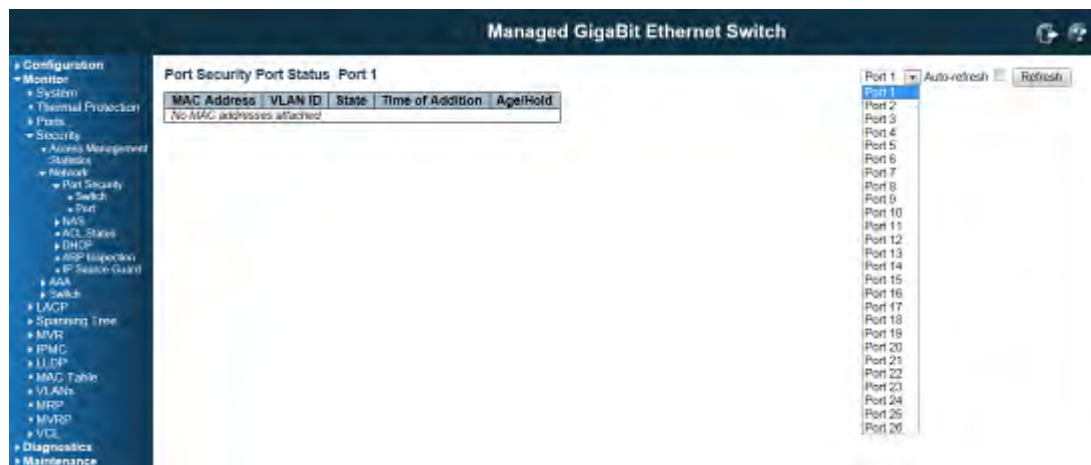 Managed GigaBit Ethernet Switch
Configuration
Monitor
System
Thermal Protection
Ports
Security
Access Management
Statistics
Network
Port Security
Switch
Port
NAS
ACL Status
DHCP
ARP Inspection
IP Source Guard
AAA
Switch
LACP
Spanning Tree
MVR
IPMC
LLDP
MAC Table
VLANs
MRP
MVRP
VCL
Diagnostics
Maintenance
Port Security Port Status Port 1
MAC Address VLAN ID State Time of Addition Age/Hold
No MAC addresses attached
Port 1 Auto-refresh Refresh
Port 1
Port 2
Port 3
Port 4
Port 5
Port 6
Port 7
Port 8
Port 9
Port 10
Port 11
Port 12
Port 13
Port 14
Port 15
Port 16
Port 17
Port 18
Port 19
Port 20
Port 21
Port 22
Port 23
Port 24
Port 25
Port 26